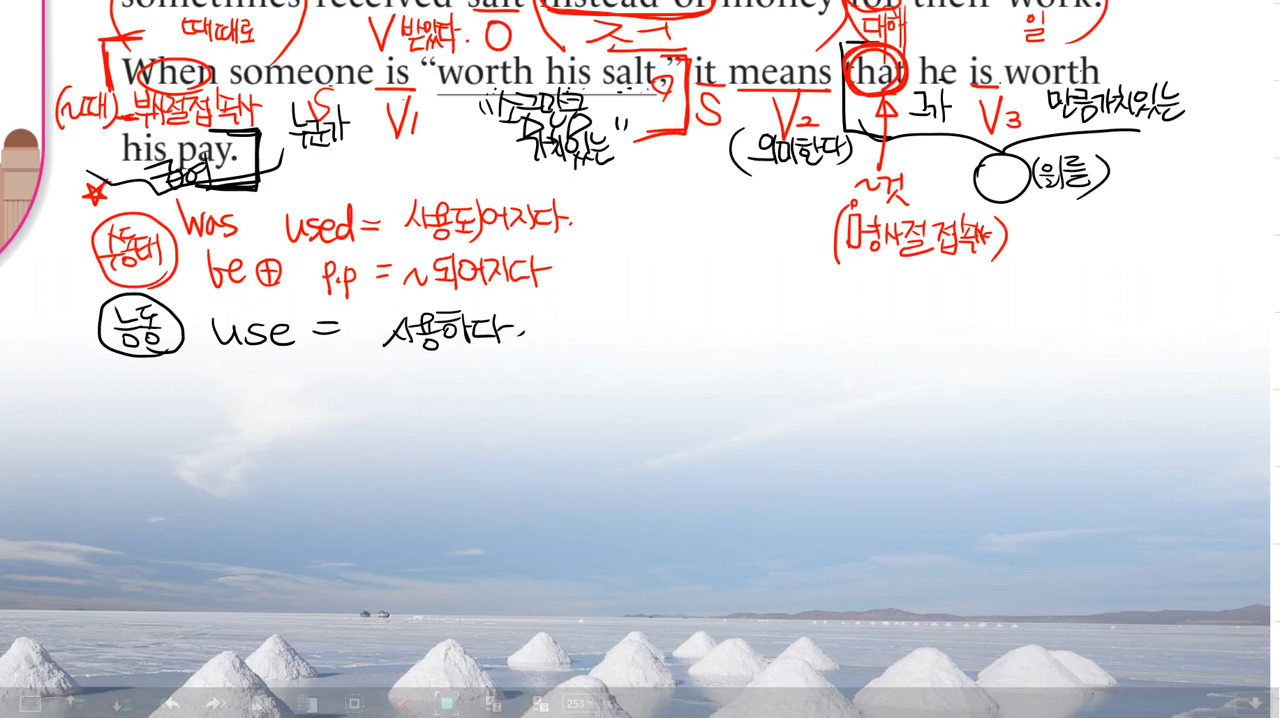 sometimes received salt instead of money for their work.
때때로 V 받았다. O 전구 대해 일
When someone is “worth his salt,” it means that he is worth
(~때) 부사절접속사 S 누군가 V₁ "소금만큼 가치있는" S V₂ (의미한다) 그가 V₃ 만큼가치있는
his pay.
급여 ~것 (을/를)
수동태 was used = 사용되어지다. (명사절 접속사)
be + p.p = ~되어지다
능동 use = 사용하다.
253